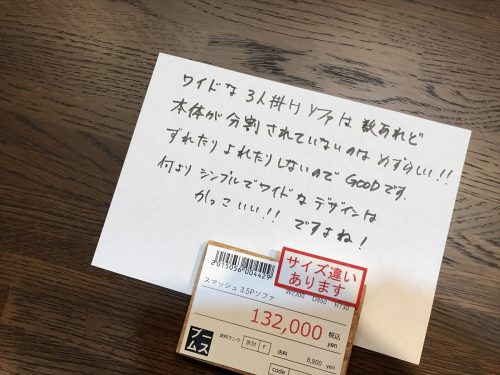 ワイドな3人掛けソファは数あれど
本体が分割されていないのはめずらしい!!
ずれたりよれたりしないのでGOODです.
何よりシンプルでワイドなデザインは
かっこいい!! ですよね!
サイズ違い
あります
2015056004429
スマッシュ 3.5Pソファ
132,000 税込
yen
ブームス
送料ランク 家財 F 送料 8,800 yen
code